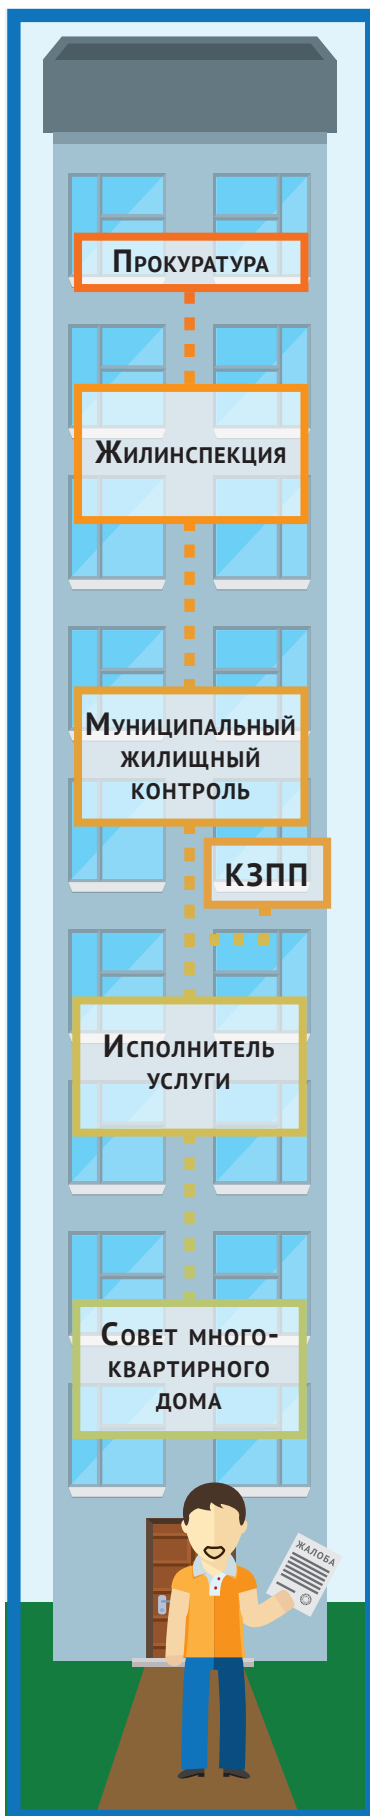 Прокуратура
Жилинспекция
Муниципальный
жилищный
контроль
КЗПП
Исполнитель
услуги
Совет много-
квартирного
дома
ЖАЛОБА